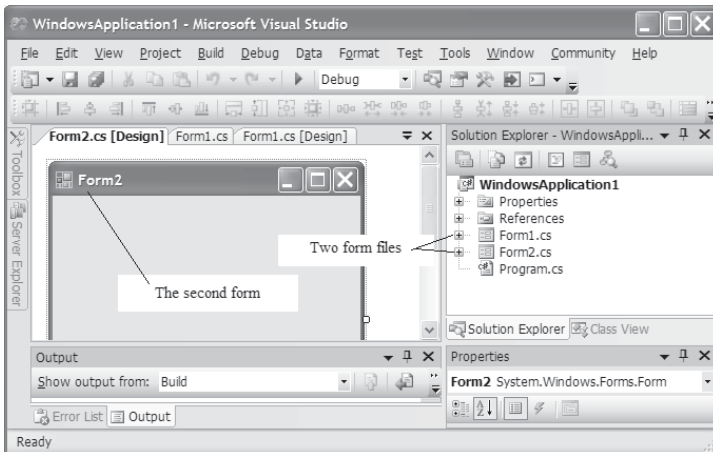 WindowsApplication1 - Microsoft Visual Studio
File Edit View Project Build Debug Data Format Test Tools Window Community Help
Debug
Form2.cs [Design] Form1.cs Form1.cs [Design]
Toolbox
Server Explorer
Form2
The second form
Two form files
Solution Explorer - WindowsAppli...
WindowsApplication1
Properties
References
Form1.cs
Form2.cs
Program.cs
Solution Explorer Class View
Output
Show output from: Build
Error List Output
Properties
Form2 System.Windows.Forms.Form
Ready